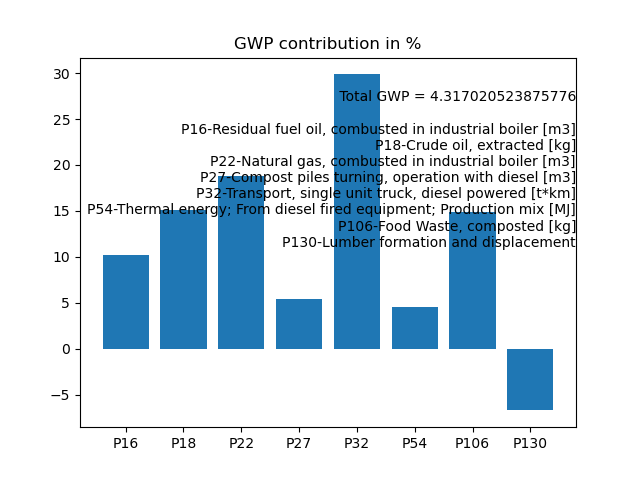 GWP contribution in %
30
25
20
15
10
5
0
−5
Total GWP = 4.317020523875776
P16-Residual fuel oil, combusted in industrial boiler [m3]
P18-Crude oil, extracted [kg]
P22-Natural gas, combusted in industrial boiler [m3]
P27-Compost piles turning, operation with diesel [m3]
P32-Transport, single unit truck, diesel powered [t*km]
P54-Thermal energy; From diesel fired equipment; Production mix [MJ]
P106-Food Waste, composted [kg]
P130-Lumber formation and displacement
P16 P18 P22 P27 P32 P54 P106 P130